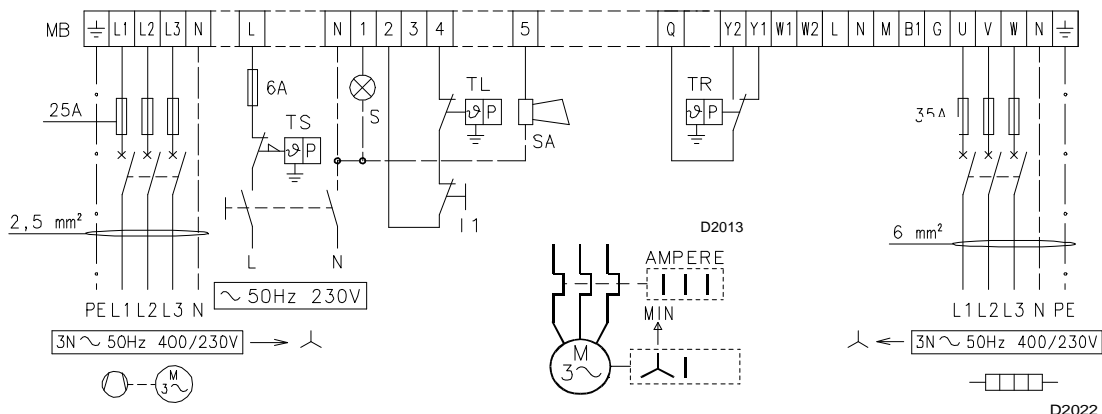 MB L1 L2 L3 N L N 1 2 3 4 5 Q Y2 Y1 W1 W2 L N M B1 G U V W N
6A
TL
TR
25A
ϑ P
S
ϑ P
35A
TS
SA
ϑ P
2,5 mm²
I1
D2013
6 mm²
L N
AMPERE
∼ 50Hz 230V
PE L1 L2 L3 N
MIN
L1 L2 L3 N PE
3N ∼ 50Hz 400/230V
M
3∼
3N ∼ 50Hz 400/230V
M
3∼
D2022